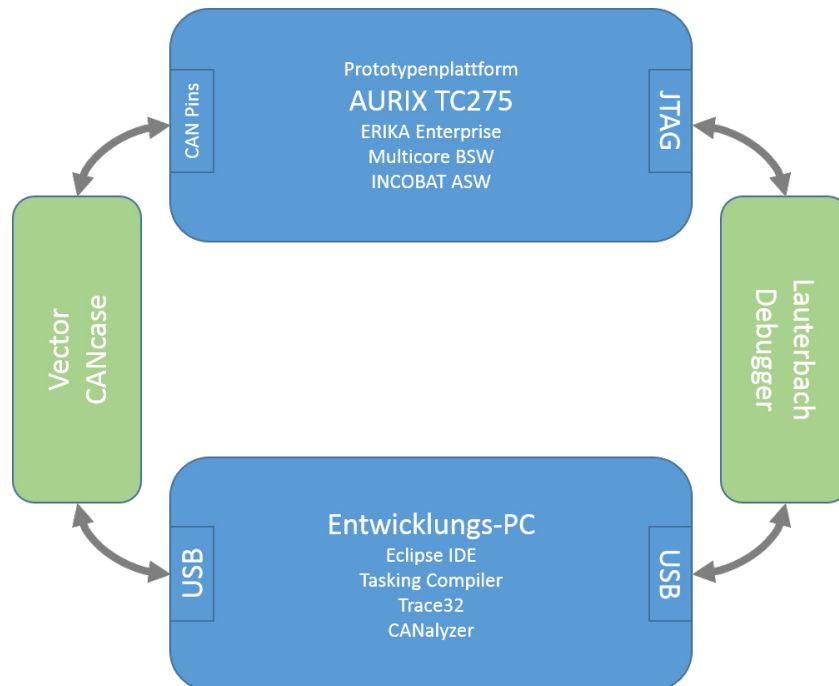 Prototypenplattform
AURIX TC275
ERIKA Enterprise
Multicore BSW
INCOBAT ASW
CAN Pins
JTAG
Vector
CANcase
Lauterbach
Debugger
Entwicklungs-PC
Eclipse IDE
Tasking Compiler
Trace32
CANalyzer
USB
USB